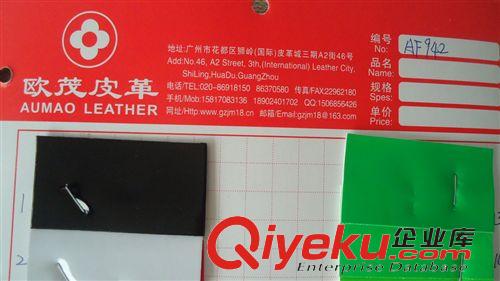 欧茂皮革
AUMAO LEATHER
地址:广州市花都区狮岭(国际)皮革城三期A2街46号
Add:No.46, A2 Street, 3th,(International) Leather City,
ShiLing,HuaDu,GuangZhou
电话/TEL:020-86918150 86370580 传真/FAX22962180
手机/Mob:15817083136 18902401702 QQ:1506856426
网址/Http:www.gzjm18.cn 邮箱/Email:gzjm18@163.com
编号
No:
AF942
品名
Name:
规格
Spes:
单价
Price:
1
2
Qiyeku.com企业库
Enterprise Database